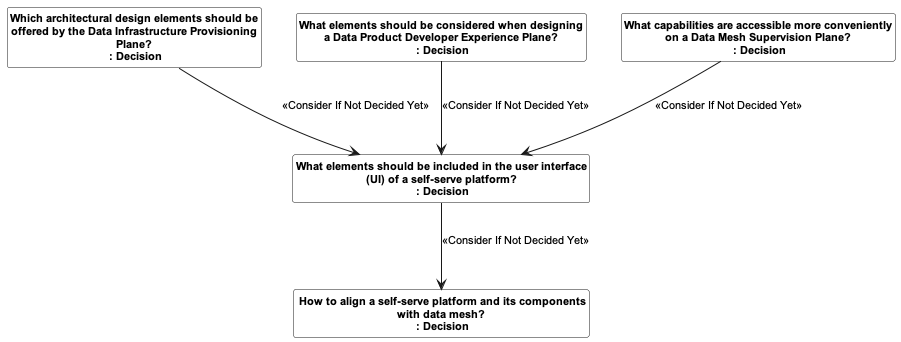 Which architectural design elements should be
offered by the Data Infrastructure Provisioning
Plane?
: Decision
What elements should be considered when designing
a Data Product Developer Experience Plane?
: Decision
What capabilities are accessible more conveniently
on a Data Mesh Supervision Plane?
: Decision
«Consider If Not Decided Yet»
«Consider If Not Decided Yet»
«Consider If Not Decided Yet»
What elements should be included in the user interface
(UI) of a self-serve platform?
: Decision
«Consider If Not Decided Yet»
How to align a self-serve platform and its components
with data mesh?
: Decision